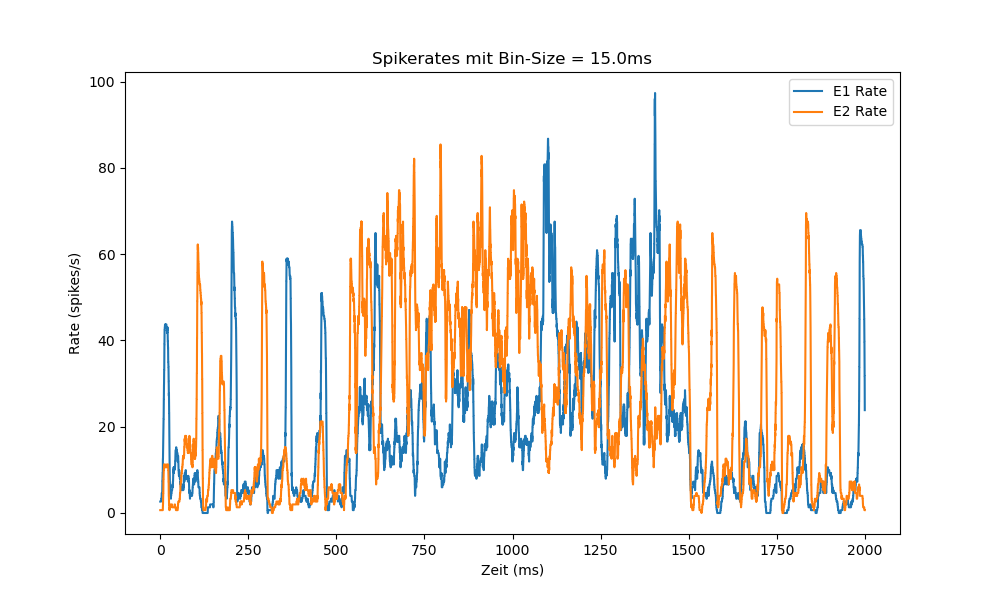 Spikerates mit Bin-Size = 15.0ms
E1 Rate
E2 Rate
Rate (spikes/s)
100
80
60
40
20
0
0 250 500 750 1000 1250 1500 1750 2000
Zeit (ms)